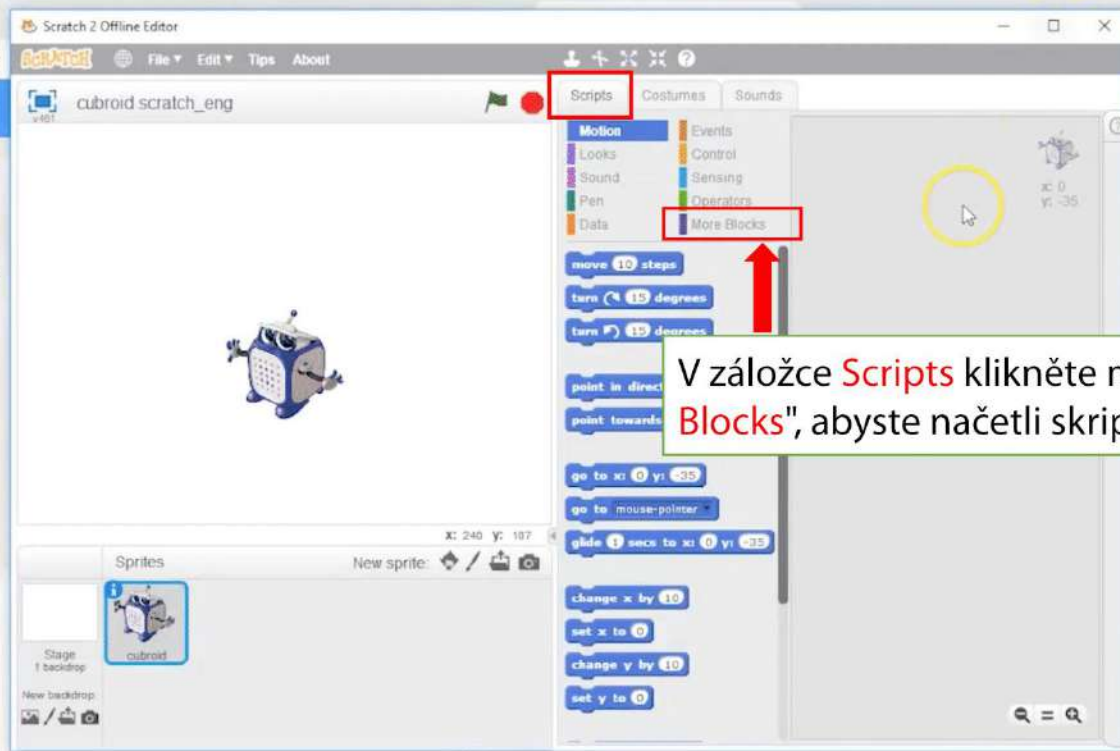 Scratch 2 Offline Editor
SCRATCH File Edit Tips About
v461
cubroid scratch_eng
Scripts Costumes Sounds
Motion Events
Looks Control
Sound Sensing
Pen Operators
Data More Blocks
x: 0
y: -35
move 10 steps
turn 15 degrees
turn 15 degrees
point in direct
point towards
V záložce Scripts klikněte
Blocks", abyste načetli
go to x: 0 y: -35
go to mouse-pointer
glide 1 secs to x: 0 y: -35
change x by 10
set x to 0
change y by 10
set y to 0
x: 240 y: 187
Sprites New sprite:
cubroid
Stage
1 backdrop
New backdrop